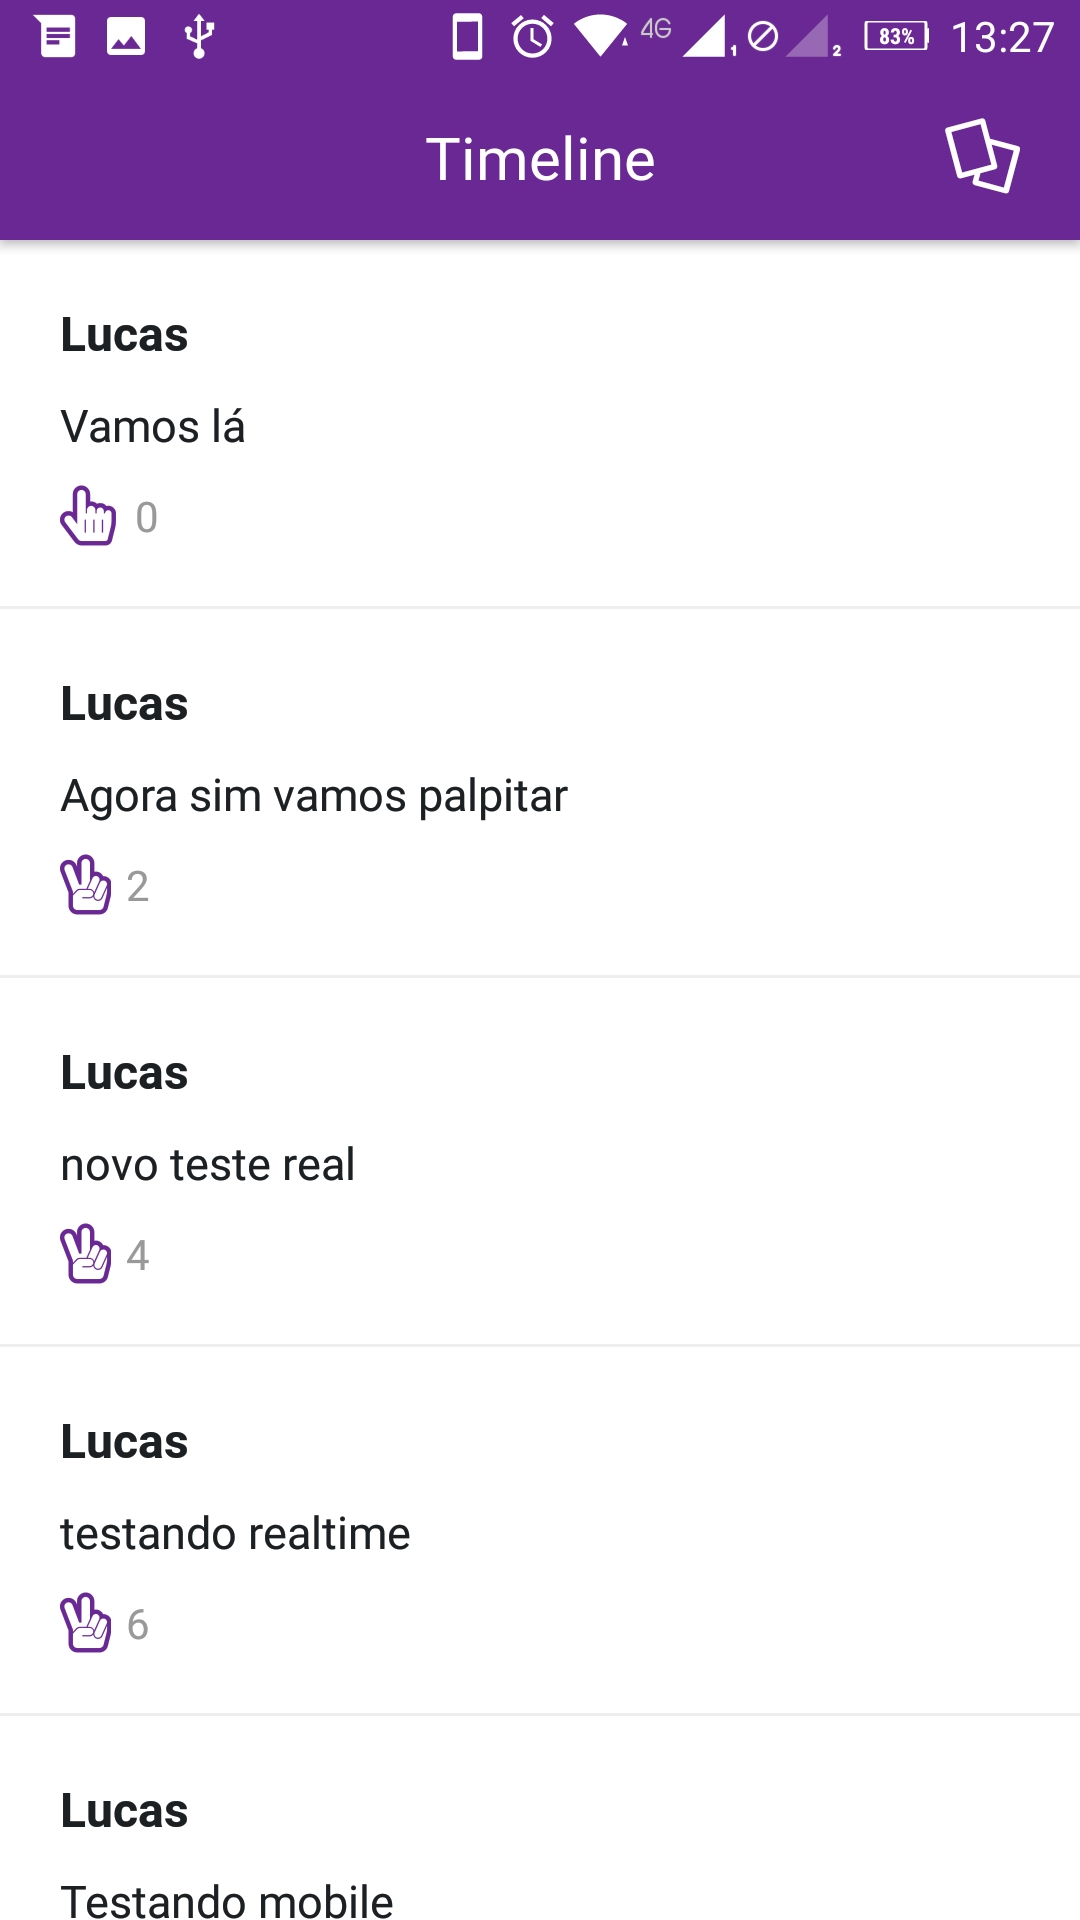 4G 1 2 83% 13:27
Timeline
Lucas
Vamos lá
0
Lucas
Agora sim vamos palpitar
2
Lucas
novo teste real
4
Lucas
testando realtime
6
Lucas
Testando mobile